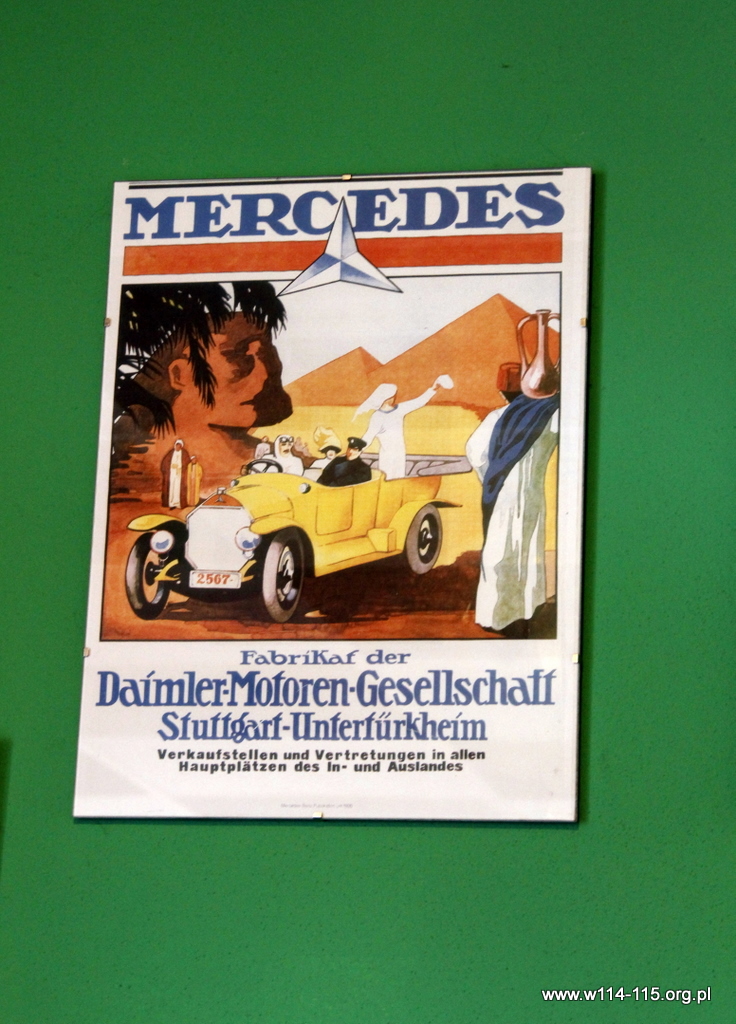 MERCEDES
2567
Fabrikat der
Daimler-Motoren-Gesellschaft
Stuttgart-Untertürkheim
Verkaufstellen und Vertretungen in allen
Hauptplätzen des In- und Auslandes
www.w114-115.org.pl